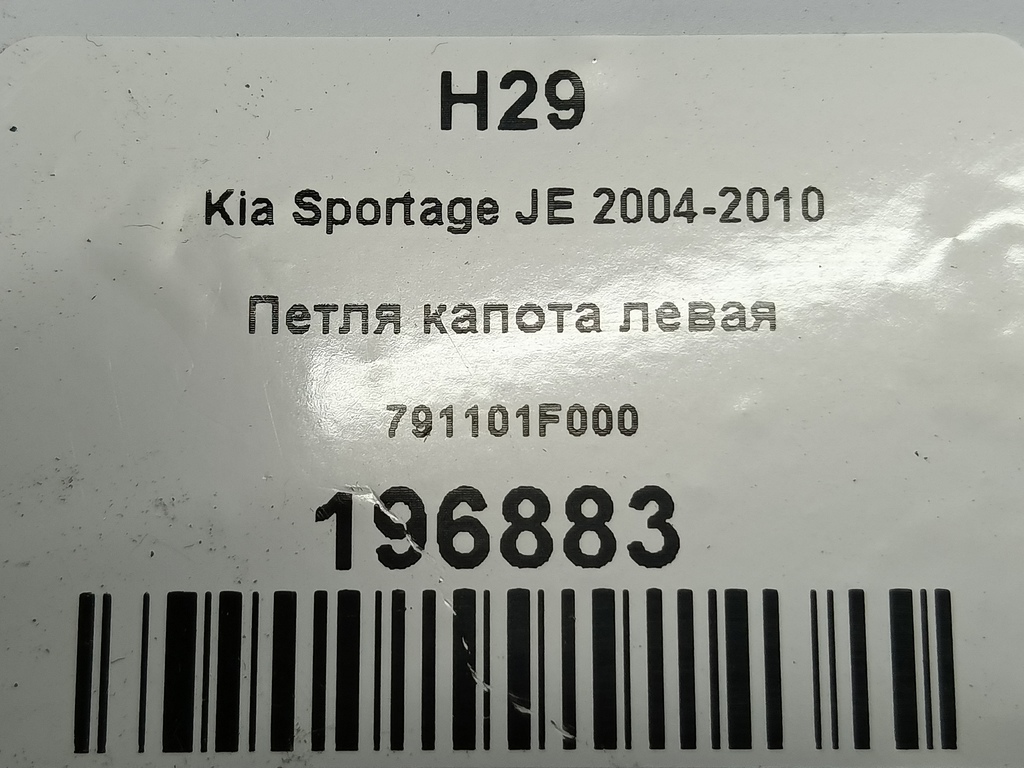 H29
Kia Sportage JE 2004-2010
Петля капота левая
791101F000
196883